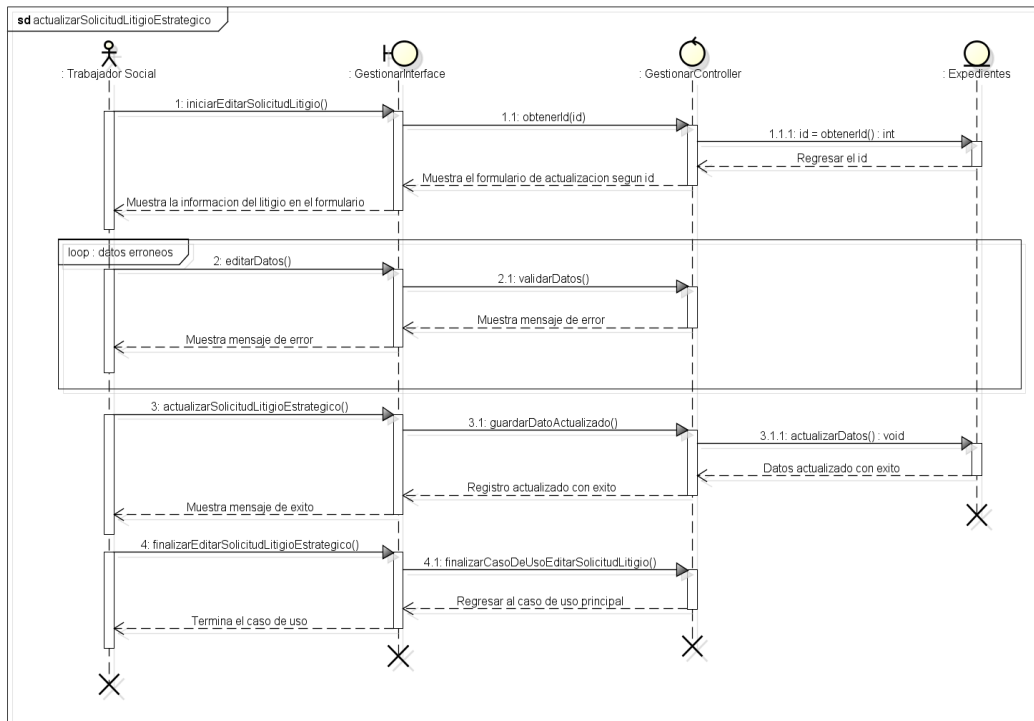 sd actualizarSolicitudLitigioEstrategico
: Trabajador Social
: GestionarInterface
: GestionarController
: Expedientes
1: iniciarEditarSolicitudLitigio()
1.1: obtenerId(id)
1.1.1: id = obtenerId() : int
Regresar el id
Muestra el formulario de actualizacion segun id
Muestra la informacion del litigio en el formulario
loop : datos erroneos
2: editarDatos()
2.1: validarDatos()
Muestra mensaje de error
Muestra mensaje de error
3: actualizarSolicitudLitigioEstrategico()
3.1: guardarDatoActualizado()
3.1.1: actualizarDatos() : void
Datos actualizado con exito
Registro actualizado con exito
Muestra mensaje de exito
4: finalizarEditarSolicitudLitigioEstrategico()
4.1: finalizarCasoDeUsoEditarSolicitudLitigio()
Regresar al caso de uso principal
Termina el caso de uso